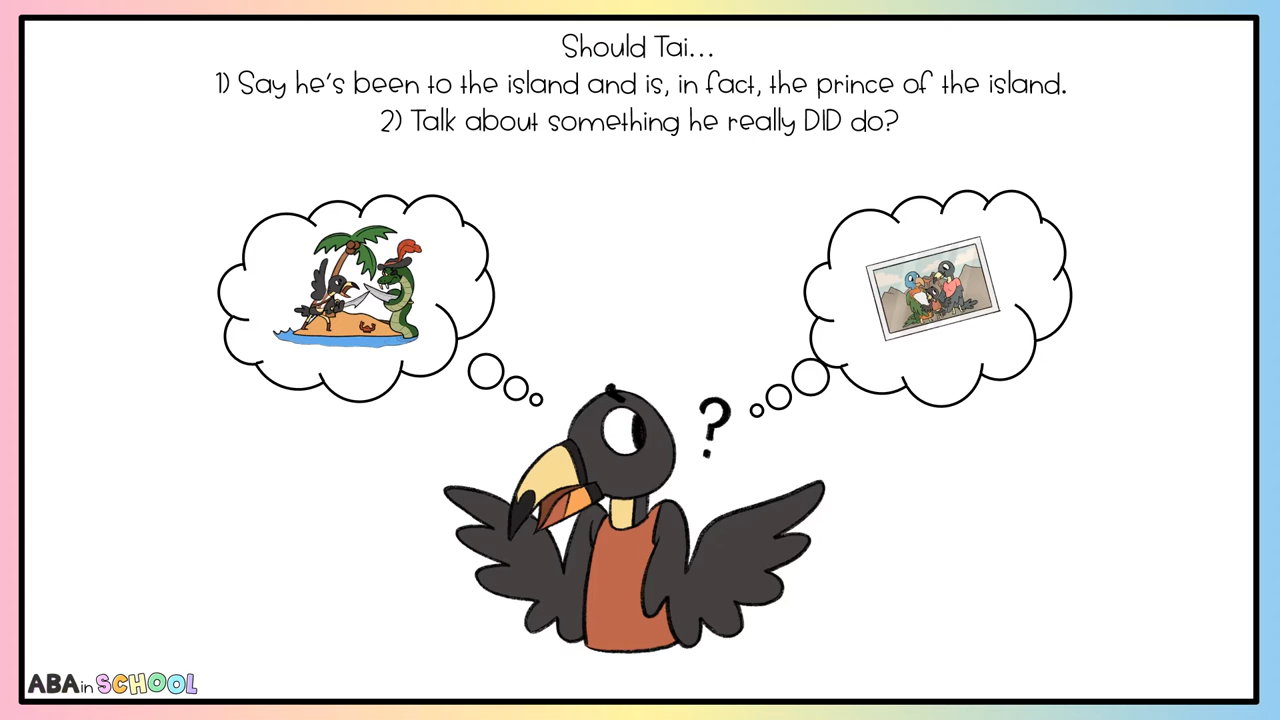 Should Tai...
1) Say he's been to the island and is, in fact, the prince of the island.
2) Talk about something he really DID do?
?
ABA in SCHOOL